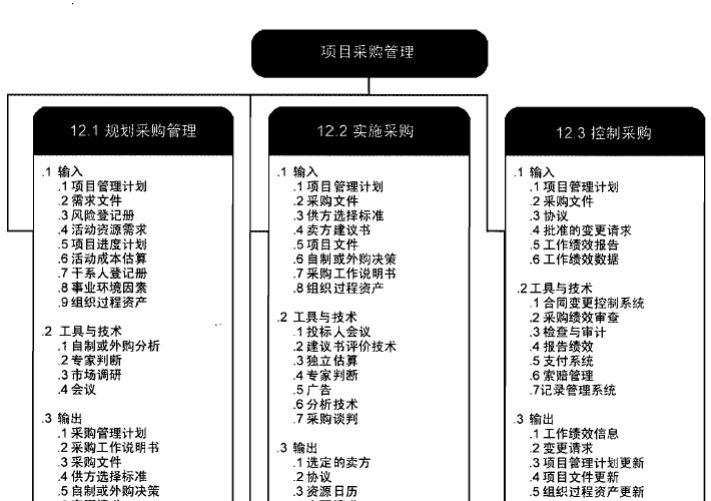 项目采购管理
12.1 规划采购管理
.1 输入
.1 项目管理计划
.2 需求文件
.3 风险登记册
.4 活动资源需求
.5 项目进度计划
.6 活动成本估算
.7 干系人登记册
.8 事业环境因素
.9 组织过程资产
.2 工具与技术
.1 自制或外购分析
.2 专家判断
.3 市场调研
.4 会议
.3 输出
.1 采购管理计划
.2 采购工作说明书
.3 采购文件
.4 供方选择标准
.5 自制或外购决策
12.2 实施采购
.1 输入
.1 项目管理计划
.2 采购文件
.3 供方选择标准
.4 卖方建议书
.5 项目文件
.6 自制或外购决策
.7 采购工作说明书
.8 组织过程资产
.2 工具与技术
.1 投标人会议
.2 建议书评价技术
.3 独立估算
.4 专家判断
.5 广告
.6 分析技术
.7 采购谈判
.3 输出
.1 选定的卖方
.2 协议
.3 资源日历
12.3 控制采购
.1 输入
.1 项目管理计划
.2 采购文件
.3 协议
.4 批准的变更请求
.5 工作绩效报告
.6 工作绩效数据
.2 工具与技术
.1 合同变更控制系统
.2 采购绩效审查
.3 检查与审计
.4 报告绩效
.5 支付系统
.6 索赔管理
.7 记录管理系统
.3 输出
.1 工作绩效信息
.2 变更请求
.3 项目管理计划更新
.4 项目文件更新
.5 组织过程资产更新